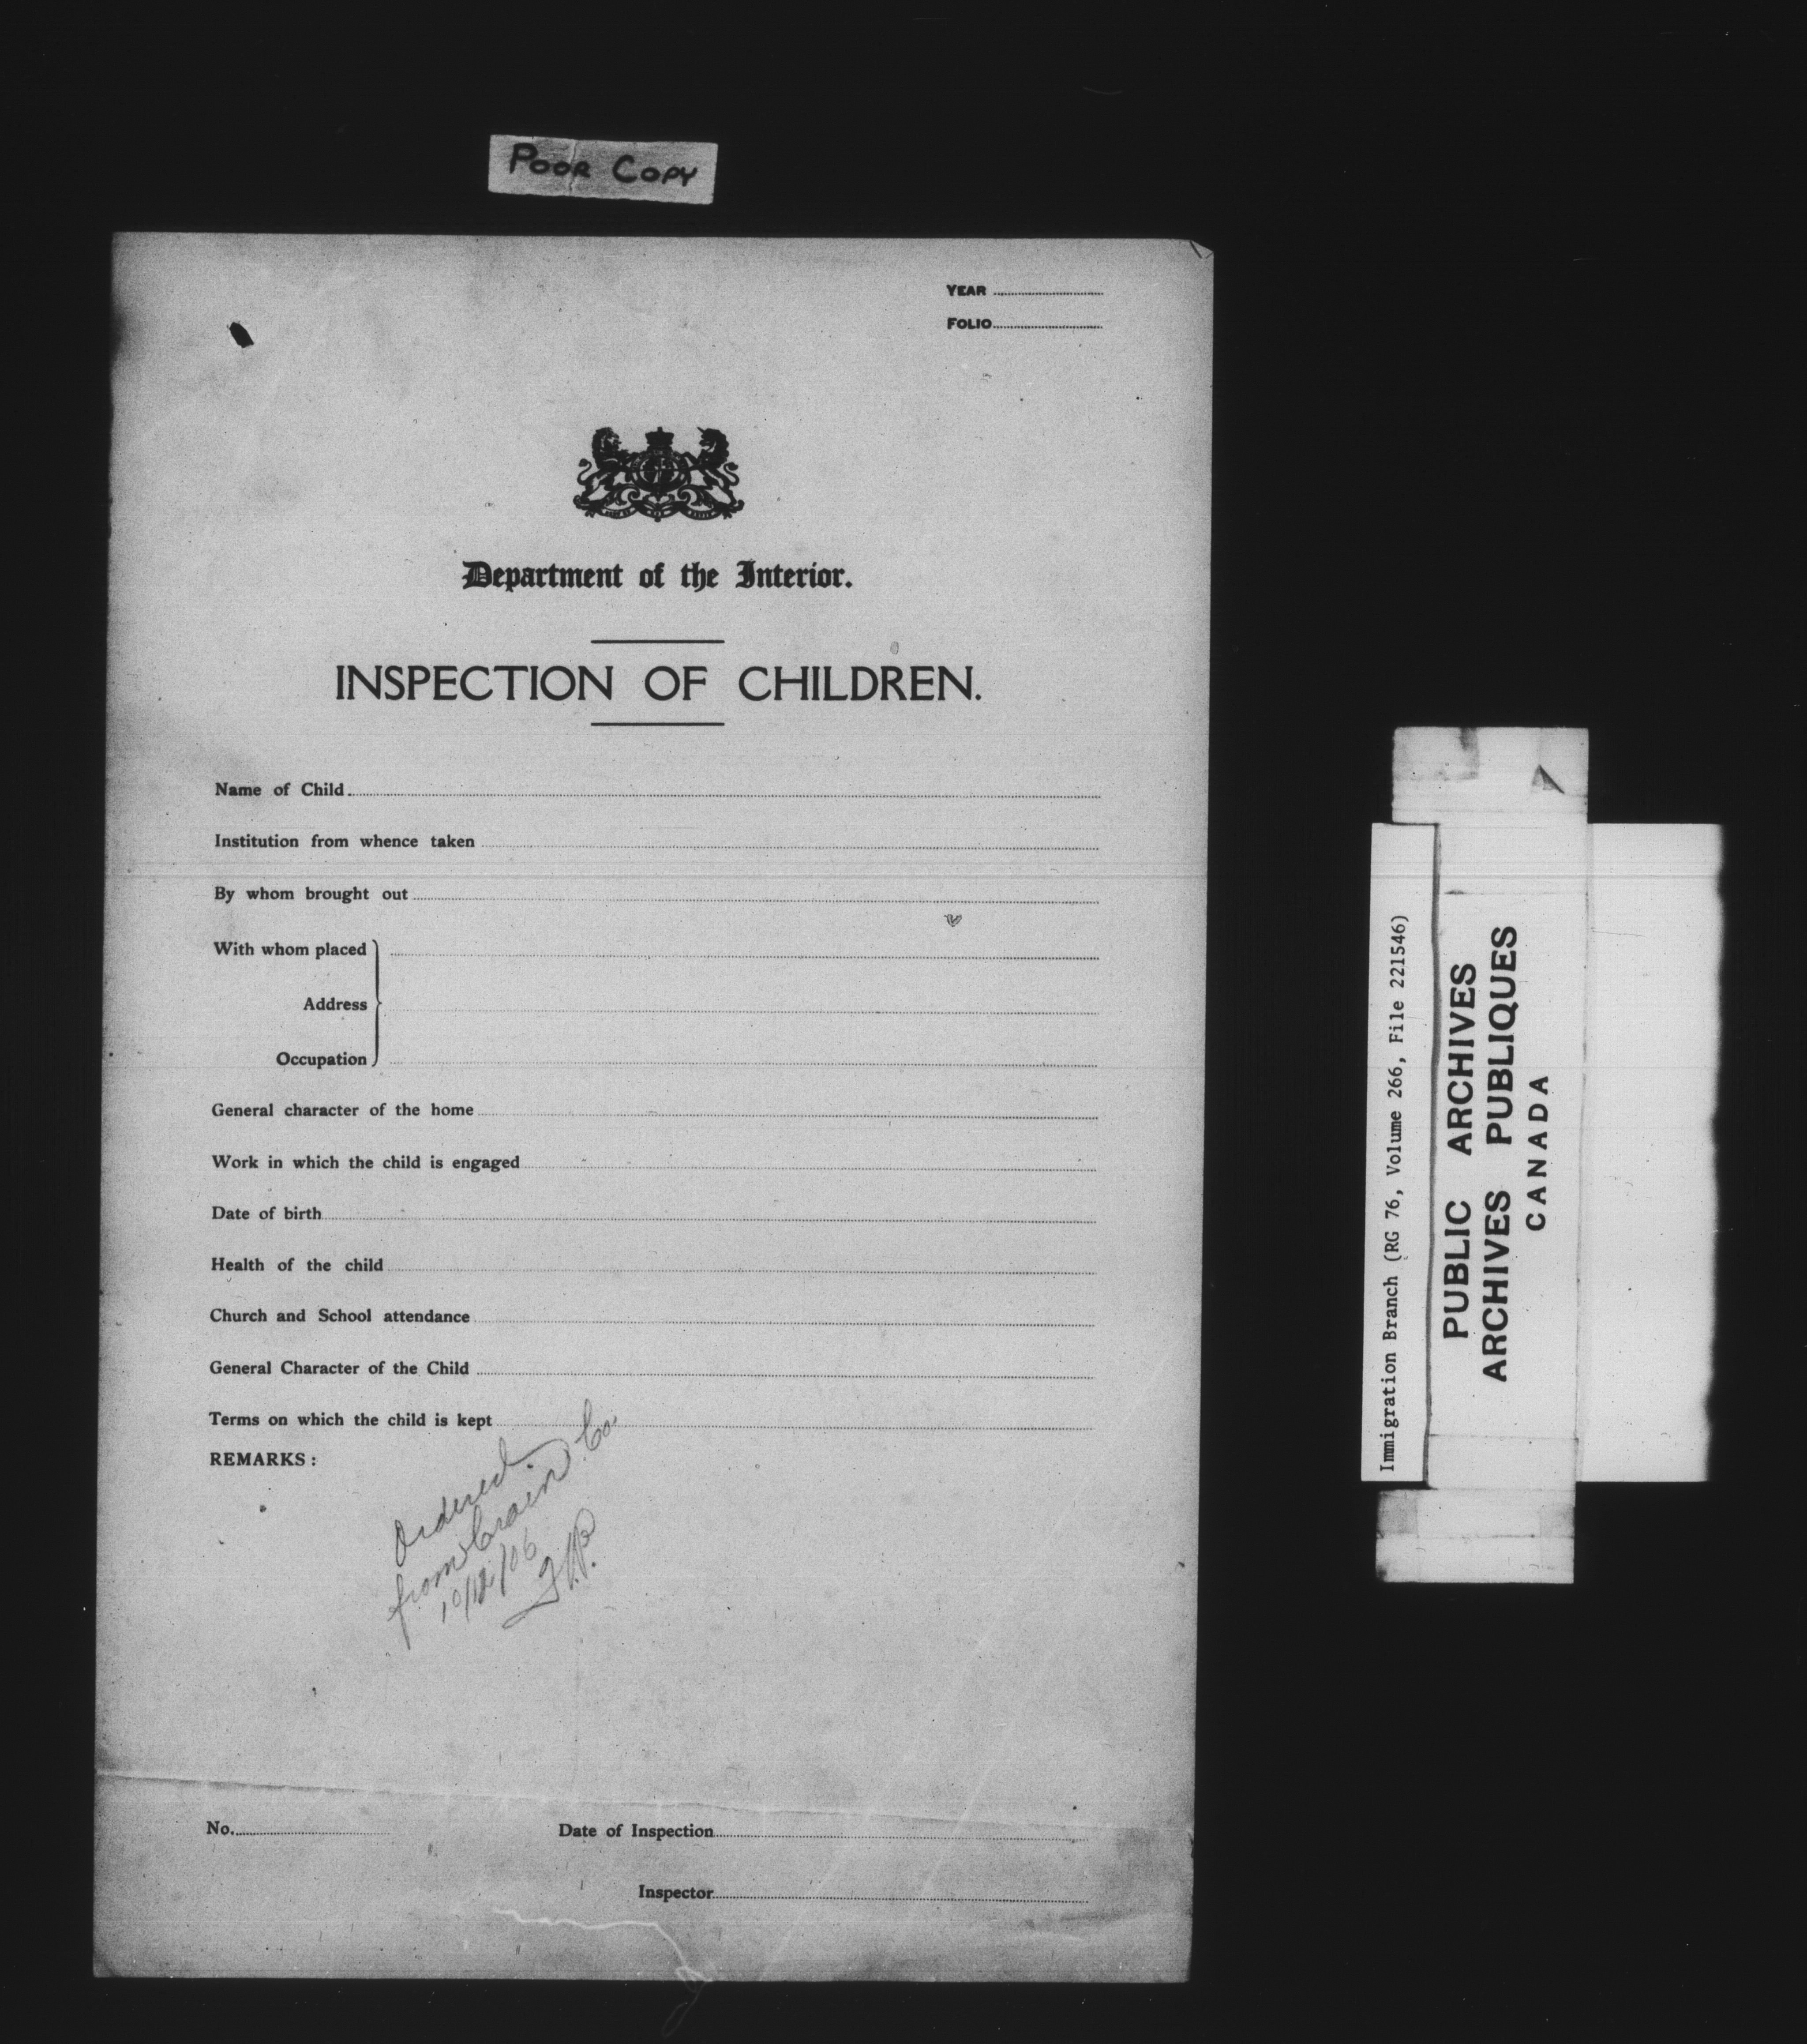 POOR COPY
YEAR
FOLIO
Department of the Interior.
INSPECTION OF CHILDREN.
Name of Child
Institution from whence taken
By whom brought out
With whom placed
Address
Occupation
General character of the home
Work in which the child is engaged
Date of birth
Health of the child
Church and School attendance
General Character of the Child
Terms on which the child is kept
REMARKS :
Ordered
from Crain Co.
10/12/06
No.
Date of Inspection
Inspector
Immigration Branch (RG 76, Volume 266, File 221546)
PUBLIC ARCHIVES
ARCHIVES PUBLIQUES
CANADA